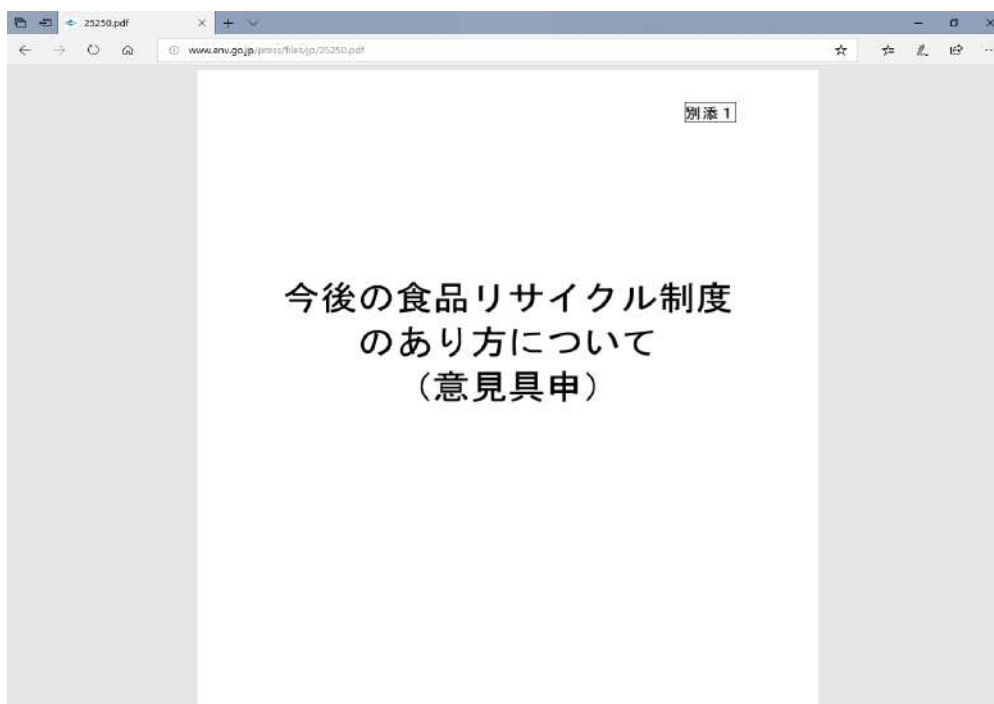 25250.pdf
www.env.go.jp/press/files/jp/25250.pdf
別添1
今後の食品リサイクル制度
のあり方について
（意見具申）